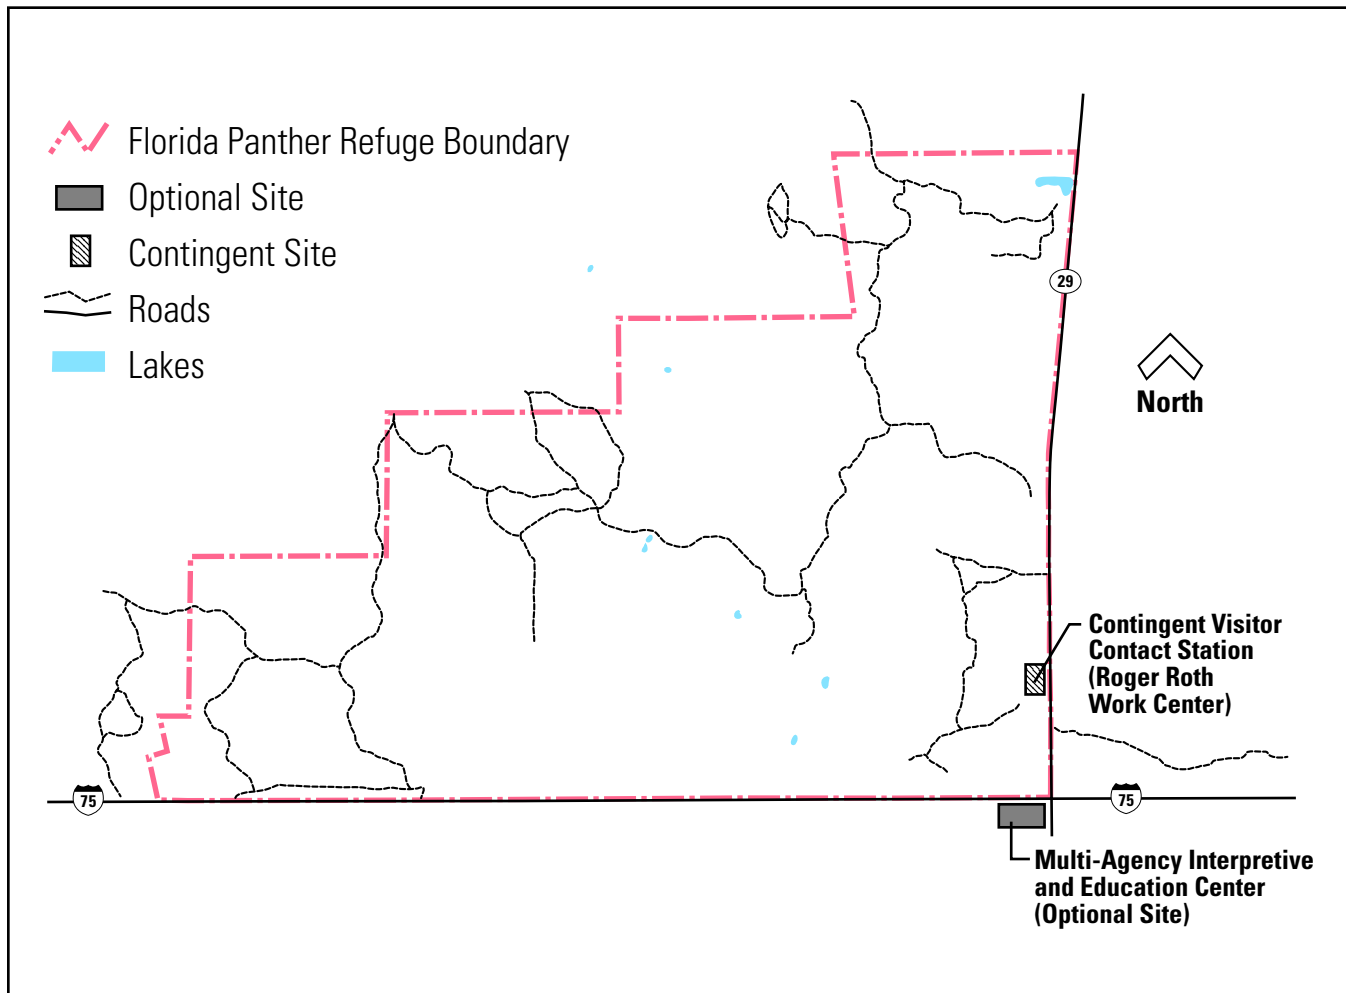 Florida Panther Refuge Boundary
Optional Site
Contingent Site
Roads
Lakes
29
North
Contingent Visitor
Contact Station
(Roger Roth
Work Center)
75
75
Multi-Agency Interpretive
and Education Center
(Optional Site)